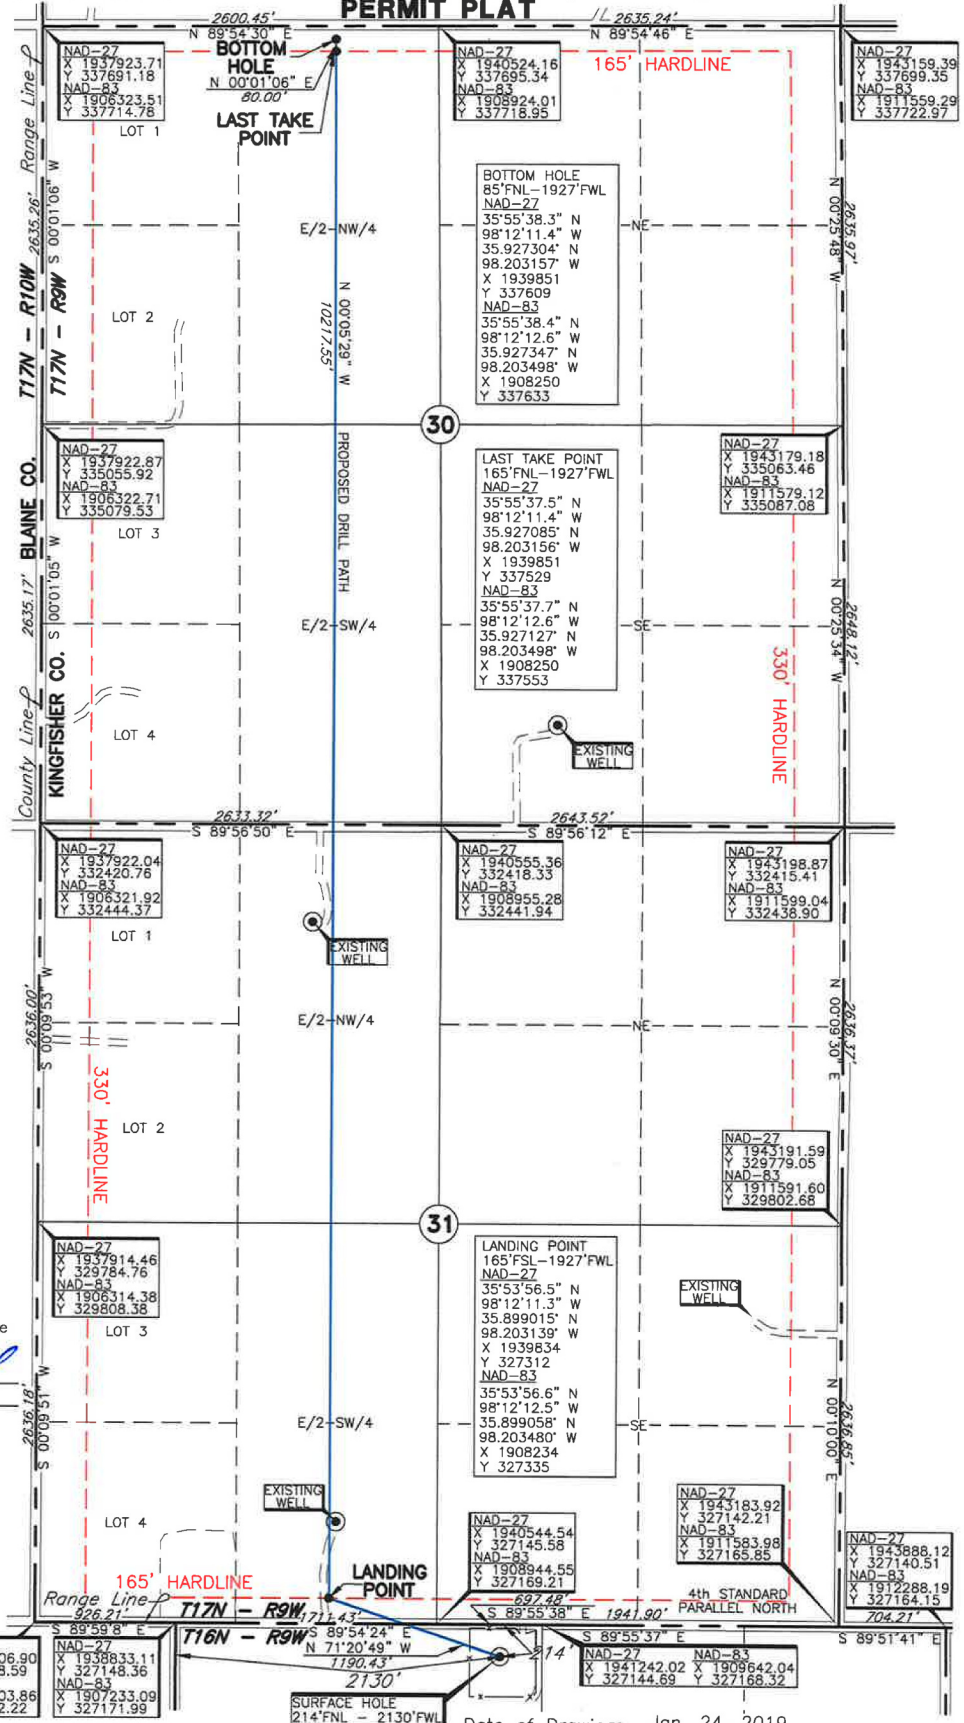 PERMIT PLAT
2600.45'
N 89°54'30" E
2635.24'
N 89°54'46" E
NAD-27
X 1937923.71
Y 337691.18
NAD-83
X 1906323.51
Y 337714.78
LOT 1
BOTTOM
HOLE
N 00°01'06" E
80.00'
LAST TAKE
POINT
NAD-27
X 1940524.16
Y 337695.34
NAD-83
X 1908924.01
Y 337718.95
165' HARDLINE
NAD-27
X 1943159.39
Y 337699.35
NAD-83
X 1911559.29
Y 337722.97
Range Line
2635.26'
S 00°01'06" W
T17N - R10W
T17N - R9W
E/2-NW/4
NE
N 00°25'48" W
2635.97'
BOTTOM HOLE
85'FNL-1927'FWL
NAD-27
35°55'38.3" N
98°12'11.4" W
35.927304° N
98.203157° W
X 1939851
Y 337609
NAD-83
35°55'38.4" N
98°12'12.6" W
35.927347° N
98.203498° W
X 1908250
Y 337633
LOT 2
N 00°05'29" W
10217.55'
30
PROPOSED DRILL PATH
NAD-27
X 1937922.87
Y 335055.92
NAD-83
X 1906322.71
Y 335079.53
LOT 3
NAD-27
X 1943179.18
Y 335063.46
NAD-83
X 1911579.12
Y 335087.08
LAST TAKE POINT
165'FNL-1927'FWL
NAD-27
35°55'37.5" N
98°12'11.4" W
35.927085° N
98.203156° W
X 1939851
Y 337529
NAD-83
35°55'37.7" N
98°12'12.6" W
35.927127° N
98.203498° W
X 1908250
Y 337553
BLAINE CO.
2635.17'
S 00°01'05" W
E/2-SW/4
SE
N 00°25'34" W
2648.12'
330' HARDLINE
County Line
KINGFISHER CO.
LOT 4
EXISTING
WELL
2633.32'
S 89°56'50" E
2643.52'
S 89°56'12" E
NAD-27
X 1937922.04
Y 332420.76
NAD-83
X 1906321.92
Y 332444.37
LOT 1
NAD-27
X 1940555.36
Y 332418.33
NAD-83
X 1908955.28
Y 332441.94
NAD-27
X 1943198.87
Y 332415.41
NAD-83
X 1911599.04
Y 332438.90
EXISTING
WELL
2636.00'
S 00°09'53" W
E/2-NW/4
NE
N 00°09'30" E
2636.37'
330' HARDLINE
LOT 2
NAD-27
X 1943191.59
Y 329779.05
NAD-83
X 1911591.60
Y 329802.68
31
NAD-27
X 1937914.46
Y 329784.76
NAD-83
X 1906314.38
Y 329808.38
LOT 3
LANDING POINT
165'FSL-1927'FWL
NAD-27
35°53'56.5" N
98°12'11.3" W
35.899015° N
98.203139° W
X 1939834
Y 327312
NAD-83
35°53'56.6" N
98°12'12.5" W
35.899058° N
98.203480° W
X 1908234
Y 327335
EXISTING
WELL
e
2636.18'
S 00°09'51" W
E/2-SW/4
SE
N 00°10'00" E
2636.85'
EXISTING
WELL
LOT 4
NAD-27
X 1940544.54
Y 327145.58
NAD-83
X 1908944.55
Y 327169.21
NAD-27
X 1943183.92
Y 327142.21
NAD-83
X 1911583.98
Y 327165.85
NAD-27
X 1943888.12
Y 327140.51
NAD-83
X 1912288.19
Y 327164.15
165' HARDLINE
LANDING
POINT
Range Line
926.21'
T17N - R9W
1711.43'
697.48'
S 89°55'38" E
1941.90'
4th STANDARD
PARALLEL NORTH
704.21'
S 89°59'8" E
T16N - R9W
S 89°54'24" E
N 71°20'49" W
1190.43'
2130'
214'
S 89°55'37" E
S 89°51'41" E
06.90
8.59
03.86
2.22
NAD-27
X 1938833.11
Y 327148.36
NAD-83
X 1907233.09
Y 327171.99
NAD-27
X 1941242.02
Y 327144.69
NAD-83
X 1909642.04
Y 327168.32
SURFACE HOLE
214'FNL - 2130'FWL
Date of Drawing: Jan. 24, 2019